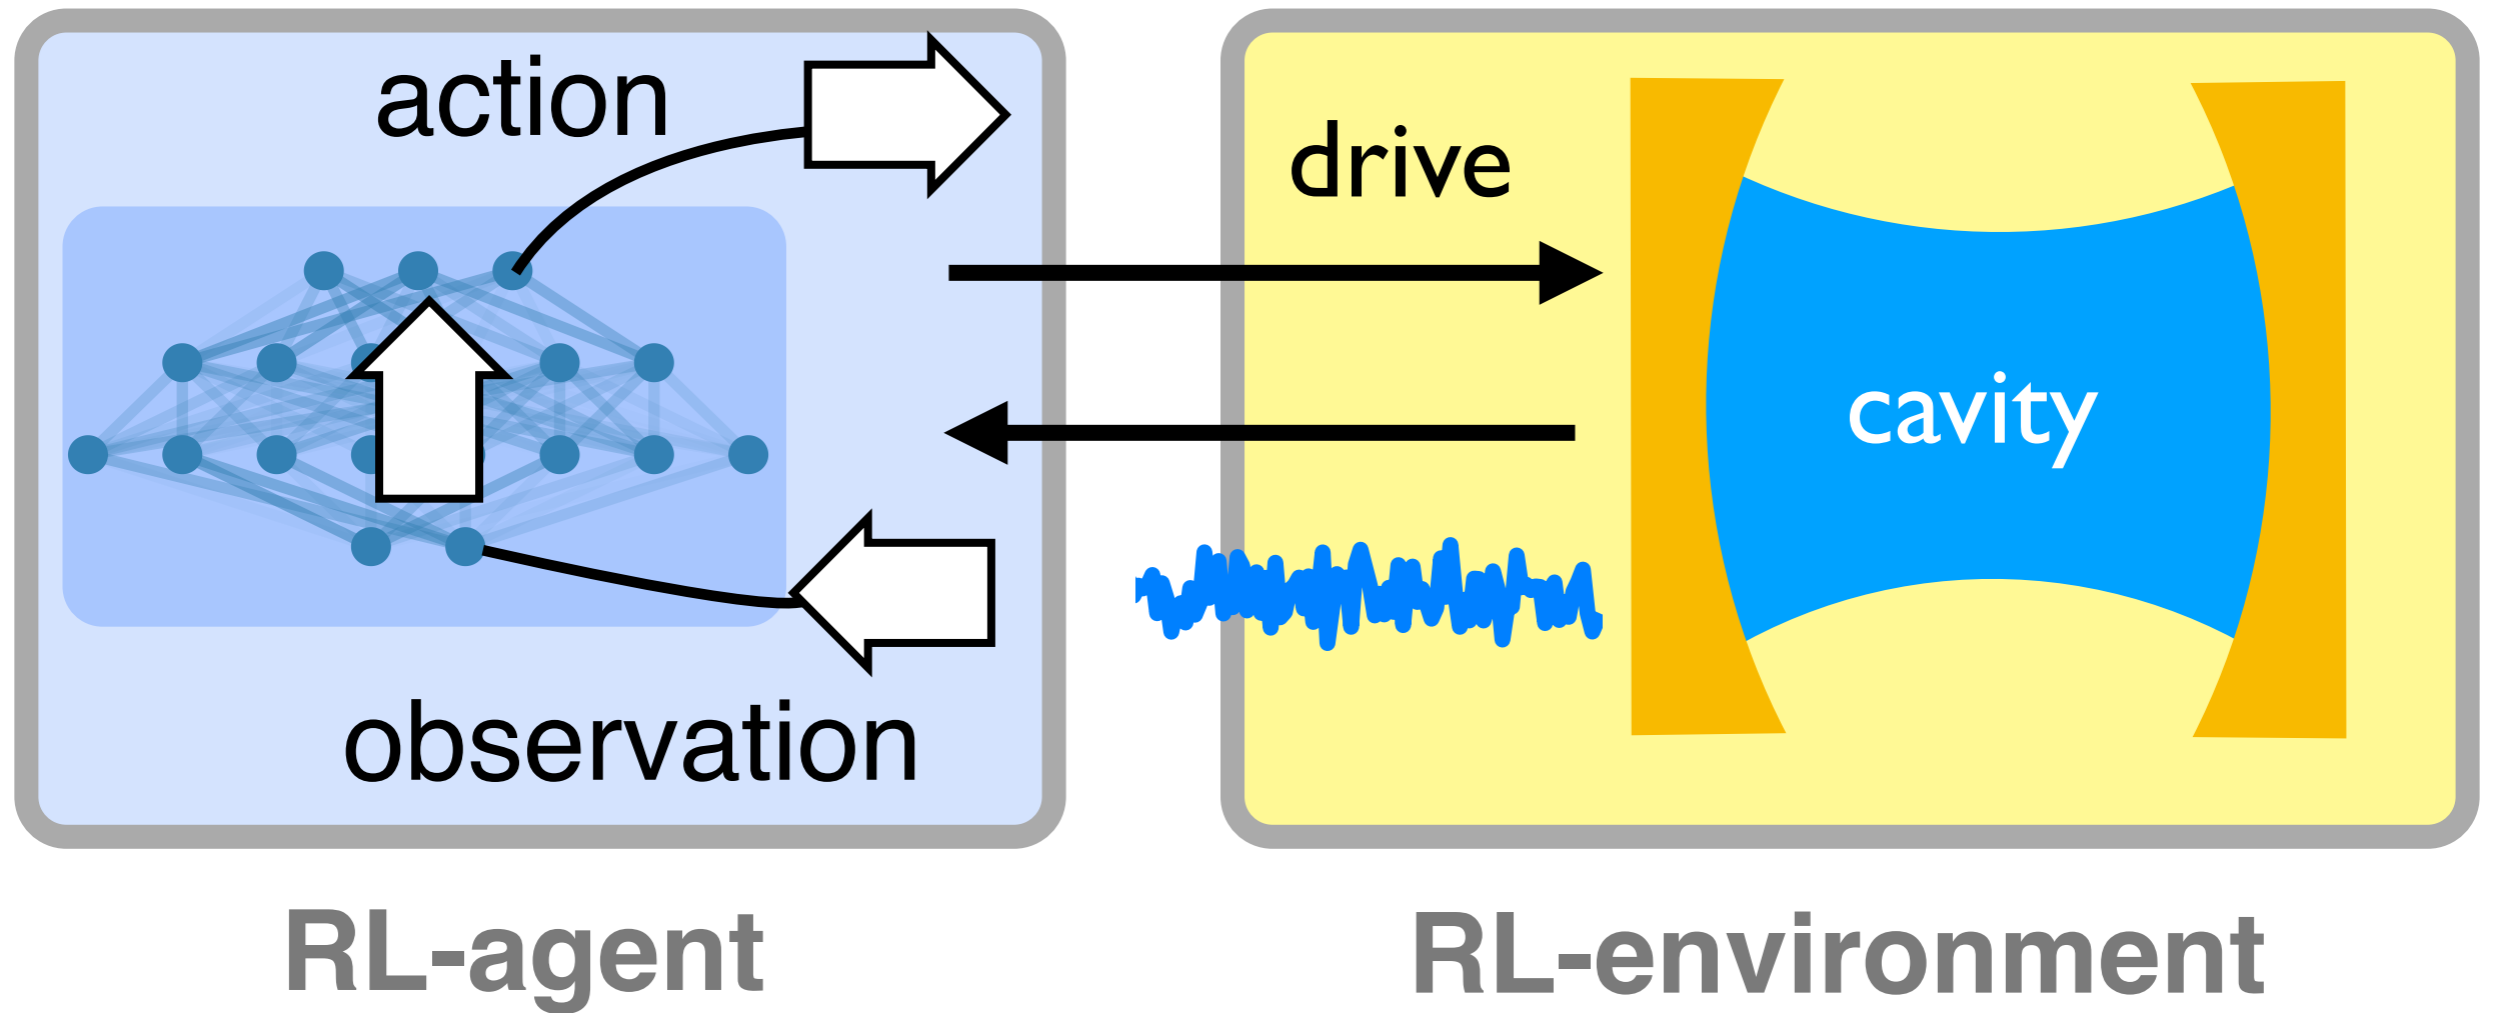 action
drive
cavity
observation
RL-agent
RL-environment